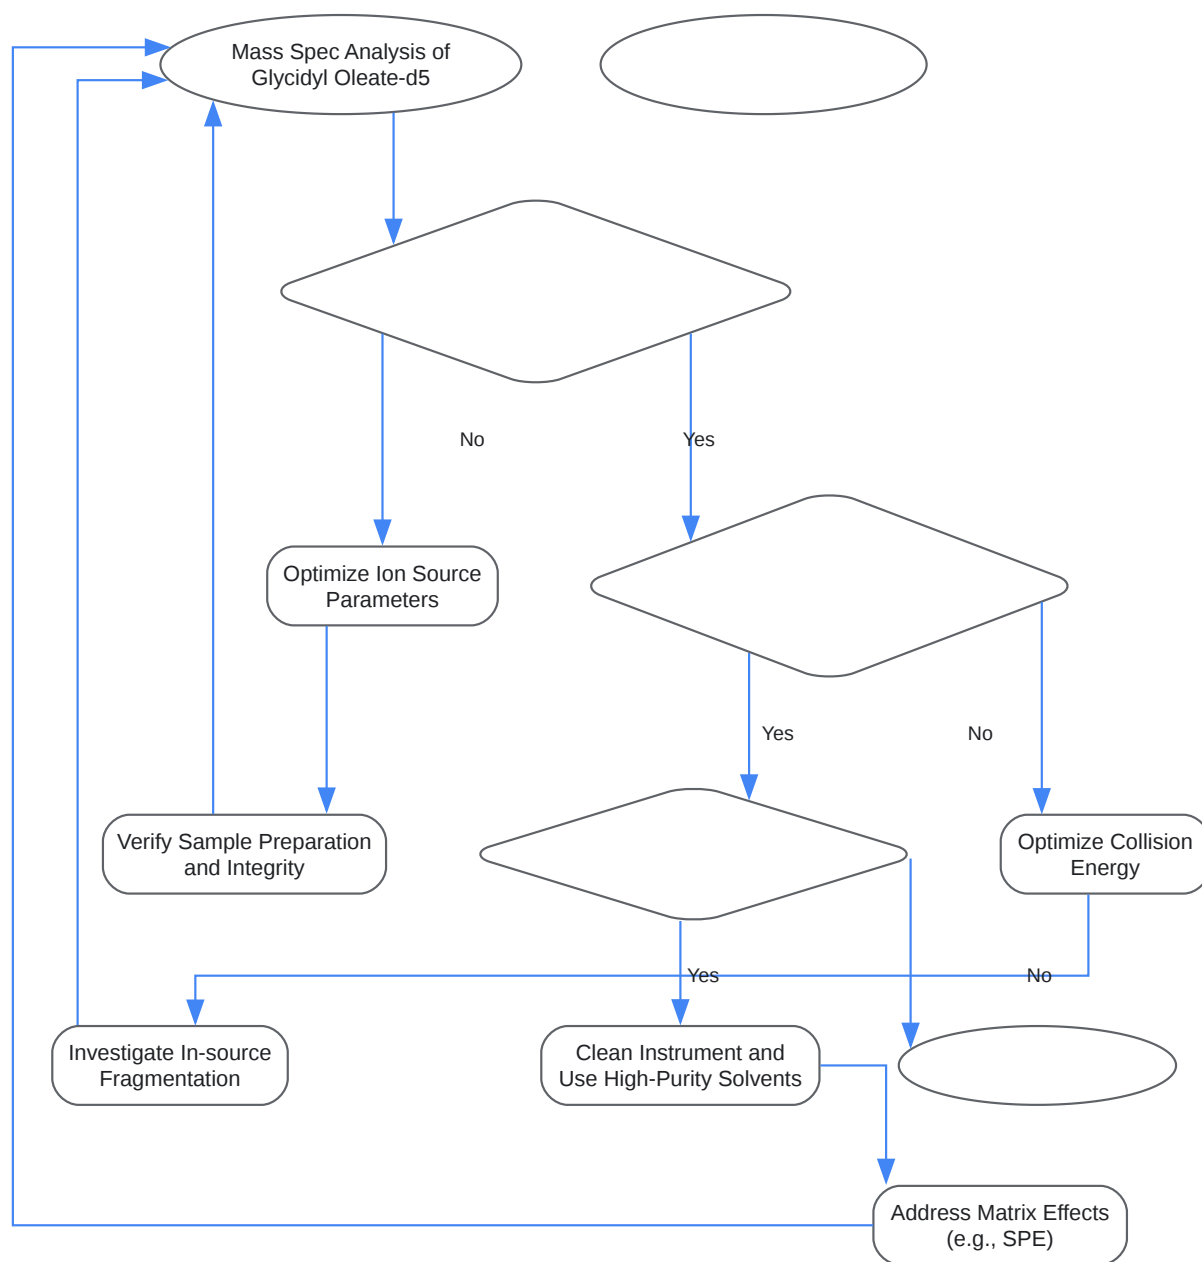 Mass Spec Analysis of
Glycidyl Oleate-d5
No
Yes
Optimize Ion Source
Parameters
Yes
No
Verify Sample Preparation
and Integrity
Optimize Collision
Energy
Yes
No
Investigate In-source
Fragmentation
Clean Instrument and
Use High-Purity Solvents
Address Matrix Effects
(e.g., SPE)